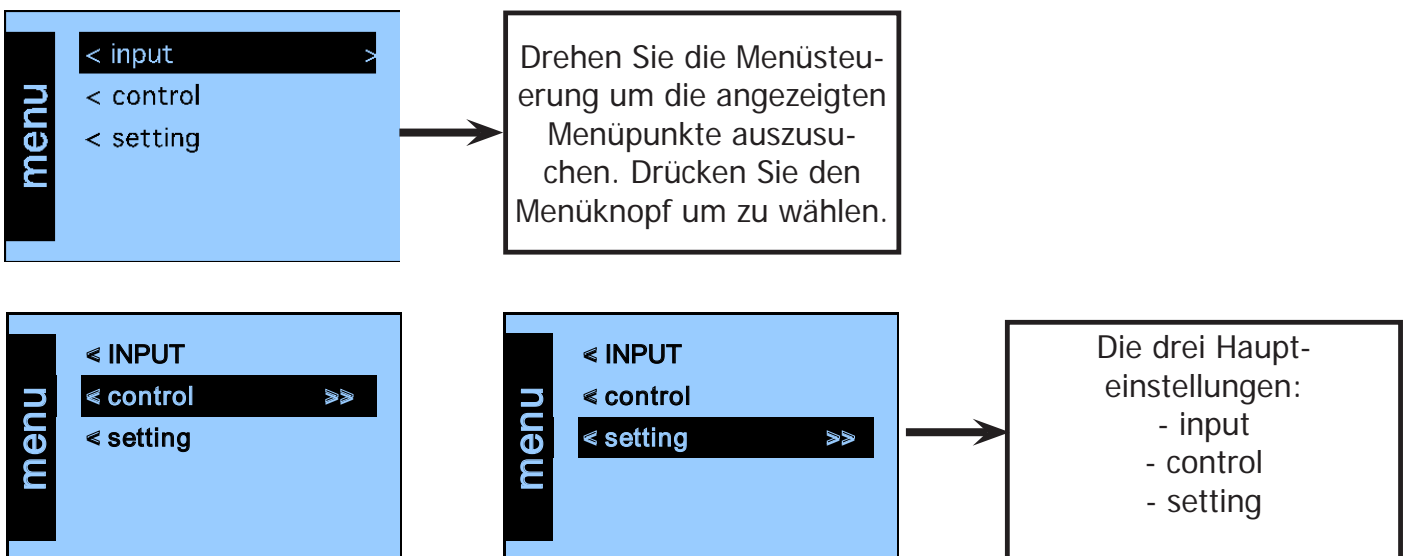 menu
< input >
< control
< setting
Drehen Sie die Menüsteu-
erung um die angezeigten
Menüpunkte auszusu-
chen. Drücken Sie den
Menüknopf um zu wählen.
menu
< INPUT
< control >>
< setting
menu
< INPUT
< control
< setting >>
Die drei Haupt-
einstellungen:
- input
- control
- setting